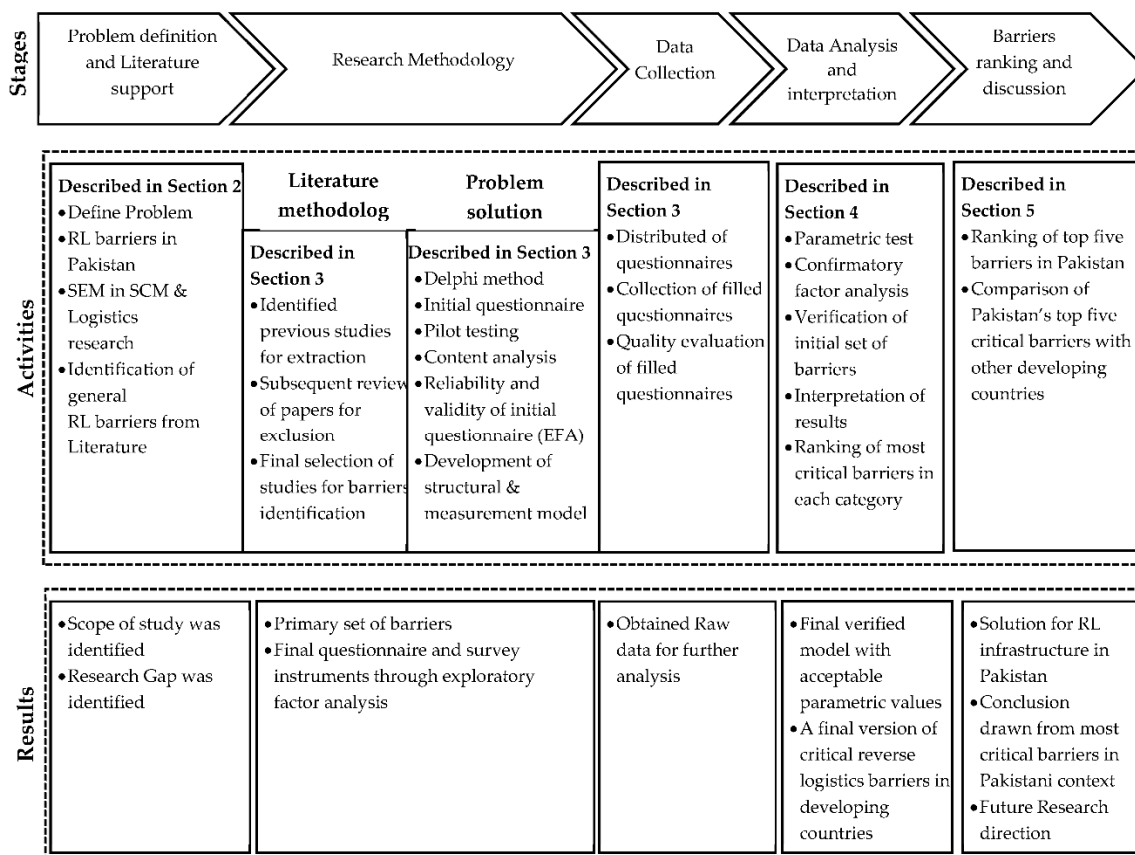 Stages
Problem definition
and Literature
support
Research Methodology
Data
Collection
Data Analysis
and
interpretation
Barriers
ranking and
discussion
Activities
Described in Section 2
•Define Problem
•RL barriers in
Pakistan
•SEM in SCM &
Logistics
research
•Identification of
general
RL barriers from
Literature
Literature
methodolog
Described in
Section 3
•Identified
previous studies
for extraction
•Subsequent review
of papers for
exclusion
•Final selection of
studies for barriers
identification
Problem
solution
Described in Section 3
•Delphi method
•Initial questionnaire
•Pilot testing
•Content analysis
•Reliability and
validity of initial
questionnaire (EFA)
•Development of
structural &
measurement model
Described in
Section 3
•Distributed of
questionnaires
•Collection of filled
questionnaires
•Quality evaluation
of filled
questionnaires
Described in
Section 4
•Parametric test
•Confirmatory
factor analysis
•Verification of
initial set of
barriers
•Interpretation of
results
•Ranking of most
critical barriers in
each category
Described in
Section 5
•Ranking of top five
barriers in Pakistan
•Comparison of
Pakistan's top five
critical barriers with
other developing
countries
Results
•Scope of study was
identified
•Research Gap was
identified
•Primary set of barriers
•Final questionnaire and survey
instruments through exploratory
factor analysis
•Obtained Raw
data for further
analysis
•Final verified
model with
acceptable
parametric values
•A final version of
critical reverse
logistics barriers in
developing
countries
•Solution for RL
infrastructure in
Pakistan
•Conclusion
drawn from most
critical barriers in
Pakistani context
•Future Research
direction